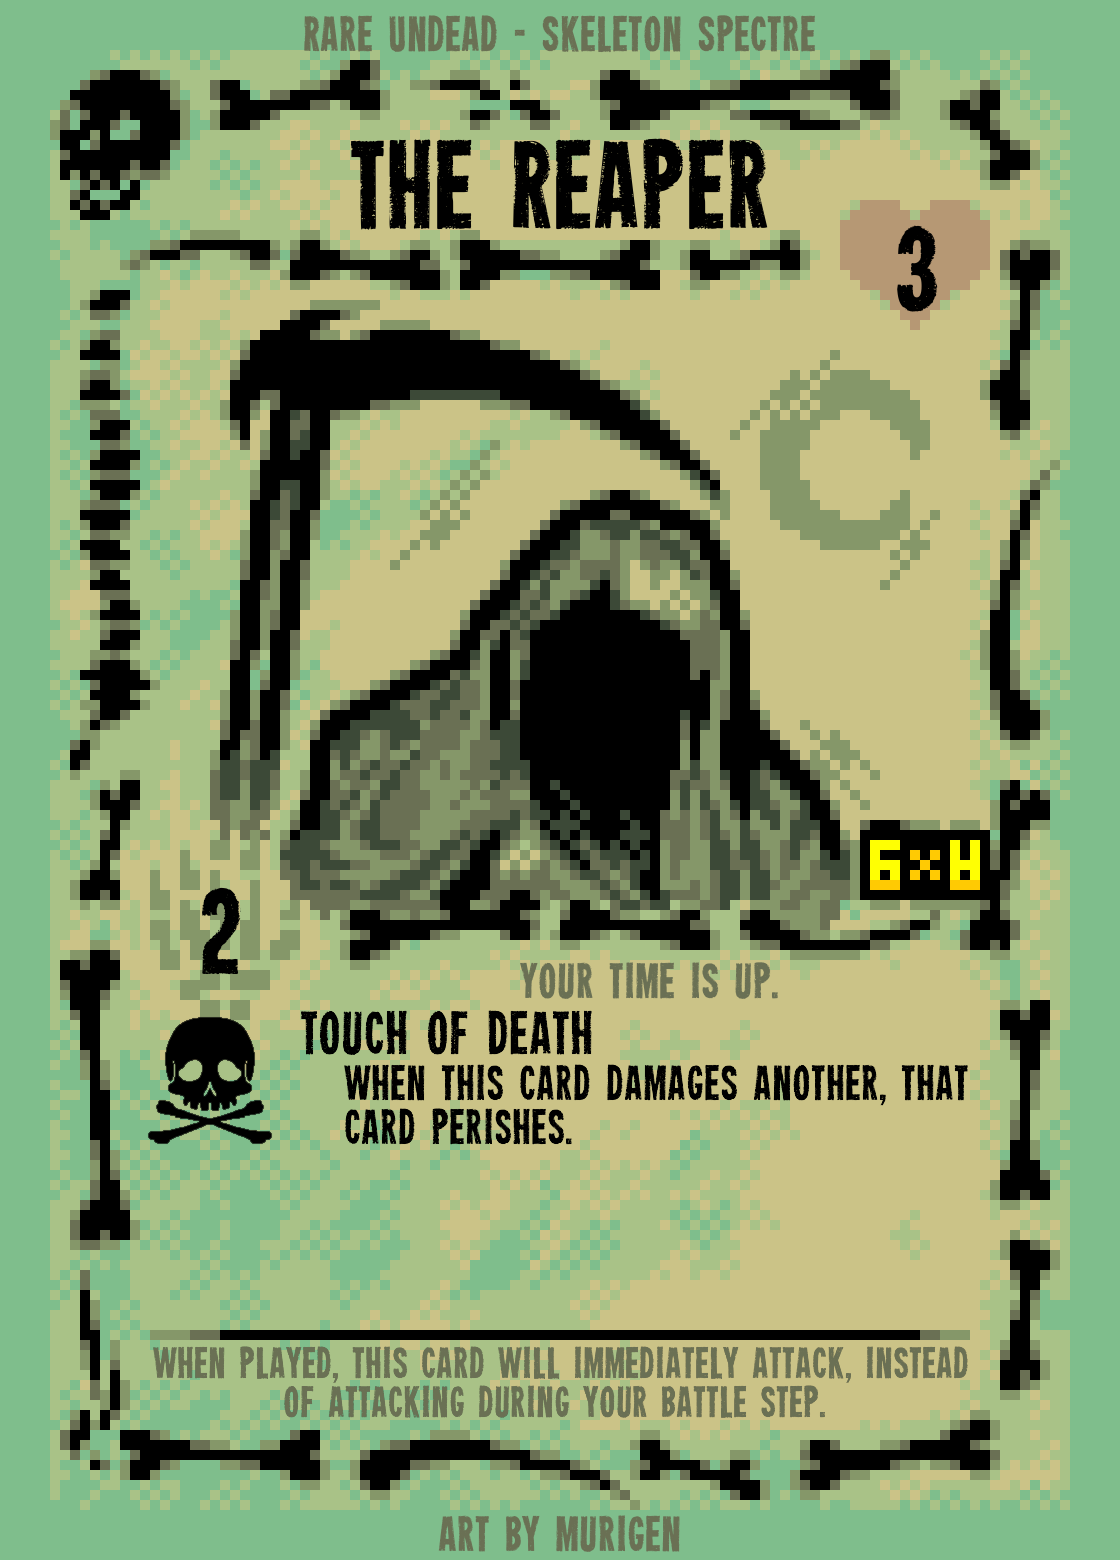 RARE UNDEAD - SKELETON SPECTRE
THE REAPER
3
2
YOUR TIME IS UP.
TOUCH OF DEATH
WHEN THIS CARD DAMAGES ANOTHER, THAT
CARD PERISHES.
WHEN PLAYED, THIS CARD WILL IMMEDIATELY ATTACK, INSTEAD
OF ATTACKING DURING YOUR BATTLE STEP.
ART BY MURIGEN